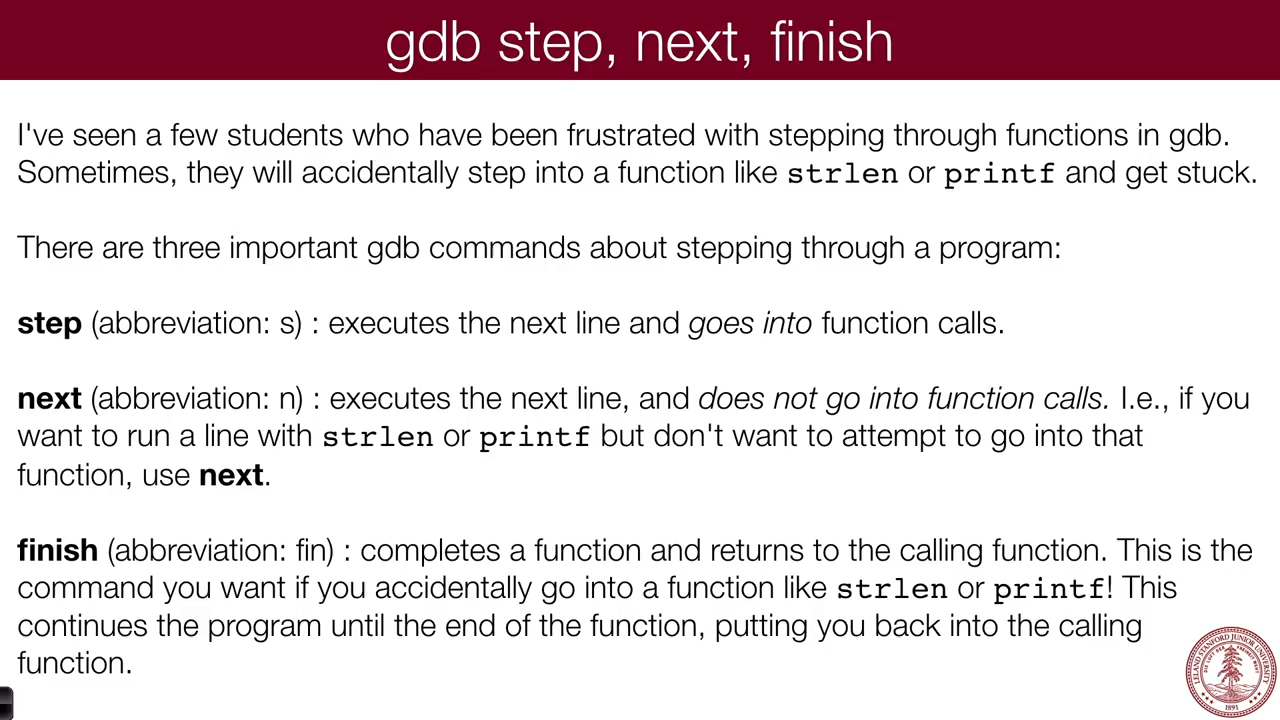 gdb step, next, finish
I've seen a few students who have been frustrated with stepping through functions in gdb.
Sometimes, they will accidentally step into a function like strlen or printf and get stuck.
There are three important gdb commands about stepping through a program:
step (abbreviation: s) : executes the next line and goes into function calls.
next (abbreviation: n) : executes the next line, and does not go into function calls. I.e., if you
want to run a line with strlen or printf but don't want to attempt to go into that
function, use next.
finish (abbreviation: fin) : completes a function and returns to the calling function. This is the
command you want if you accidentally go into a function like strlen or printf! This
continues the program until the end of the function, putting you back into the calling
function.
LELAND STANFORD JUNIOR UNIVERSITY
1891